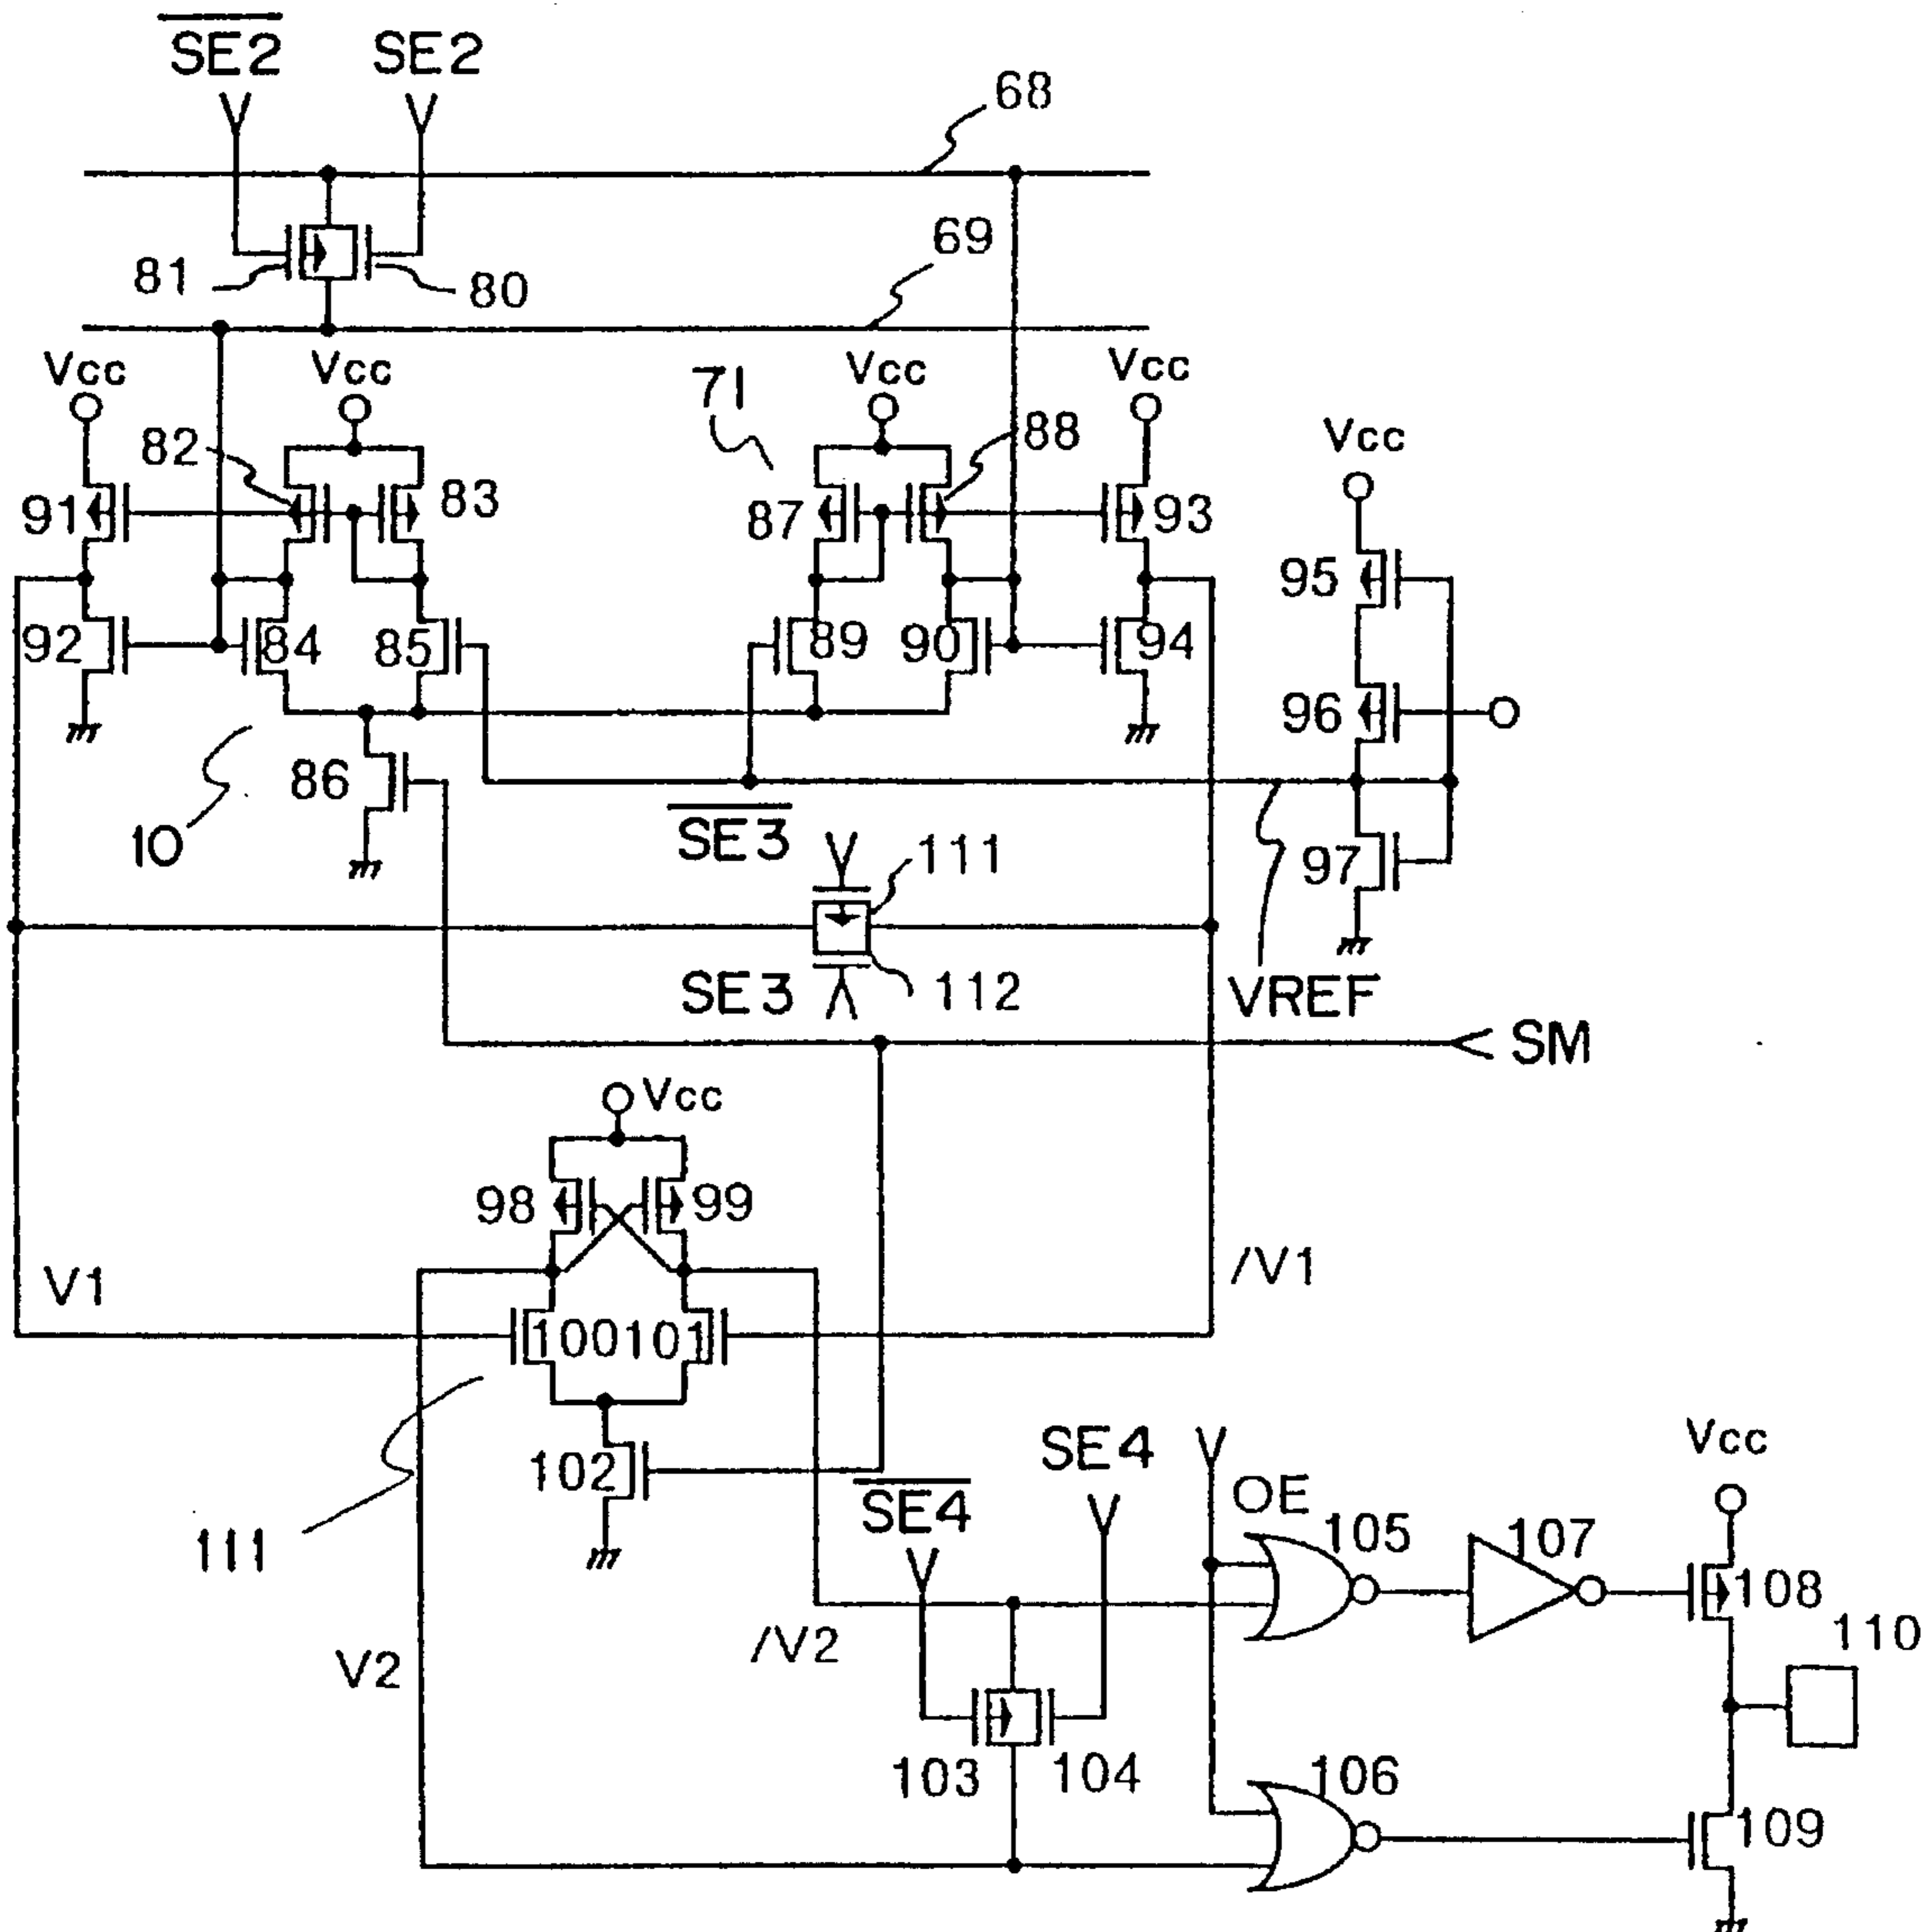 SE2 SE2
68
69
81 80
Vcc Vcc 71 Vcc Vcc
82 88 Vcc
91 83 87 93
95
92 84 85 89 90 94
96
86
10 SE3 111 97
SE3 112 VREF
SM
Vcc
98 99
V1 /V1
100 101
102 SE4 Vcc
SE4 OE 105 107
111
108
110
V2 /V2
103 104 106
109